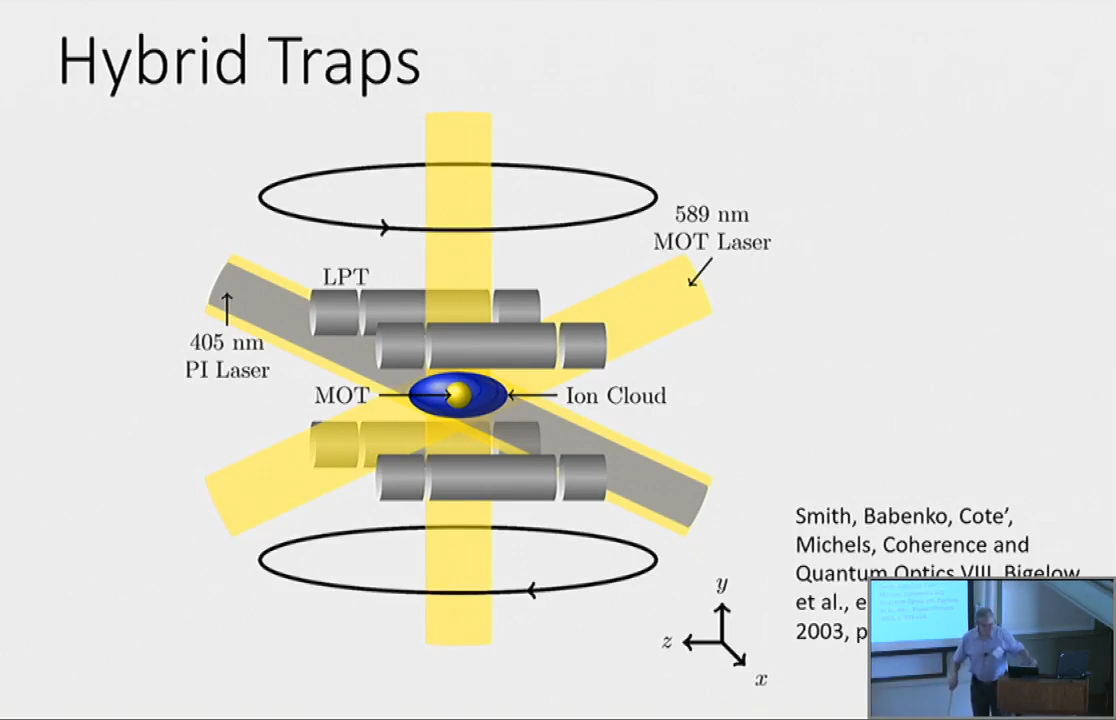 Hybrid Traps
589 nm
MOT Laser
LPT
405 nm
PI Laser
MOT
Ion Cloud
Smith, Babenko, Cote’,
Michels, Coherence and
Quantum Optics VIII, Bigelow
et al.,
2003,
y
z
x